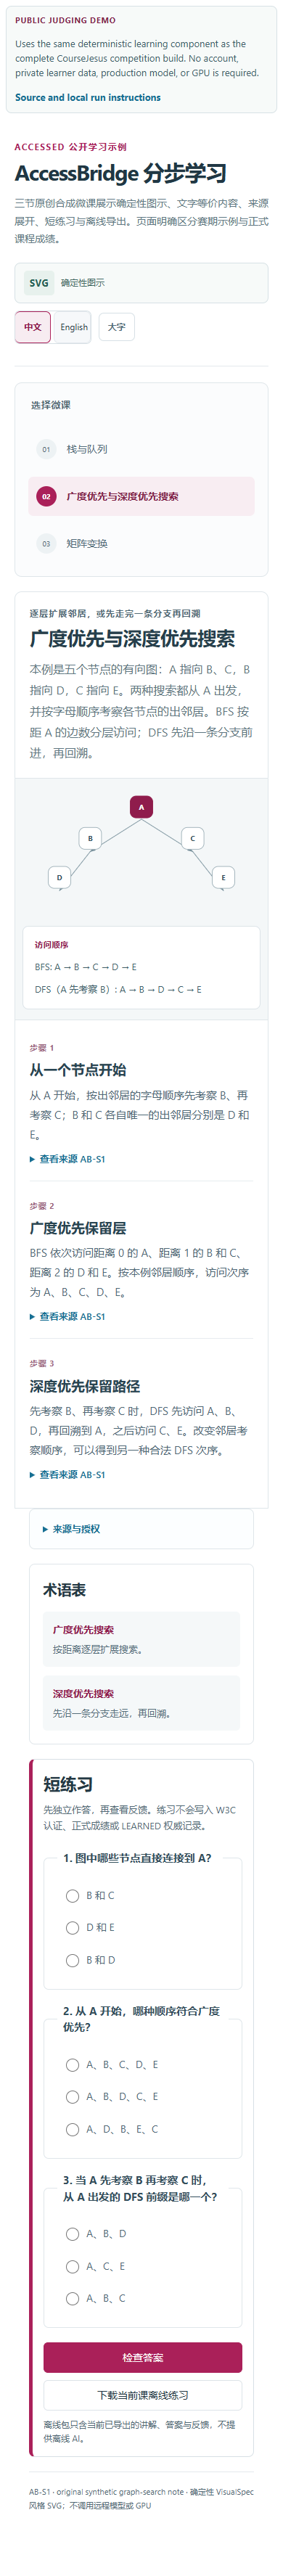 PUBLIC JUDGING DEMO
Uses the same deterministic learning component as the
complete CourseJesus competition build. No account,
private learner data, production model, or GPU is required.
Source and local run instructions
ACCESSED 公开学习示例
AccessBridge 分步学习
三节原创合成微课展示确定性图示、文字等价内容、来源
展开、短练习与离线导出。页面明确区分赛期示例与正式
课程成绩。
SVG 确定性图示
中文 English 大字
选择微课
01 栈与队列
02 广度优先与深度优先搜索
03 矩阵变换
逐层扩展邻居，或先走完一条分支再回溯
广度优先与深度优先搜索
本例是五个节点的有向图：A 指向 B、C，B
指向 D，C 指向 E。两种搜索都从 A 出发，
并按字母顺序考察各节点的出邻居。BFS 按
距 A 的边数分层访问；DFS 先沿一条分支前
进，再回溯。
A
B C
D E
访问顺序
BFS: A → B → C → D → E
DFS（A 先考察 B）: A → B → D → C → E
步骤 1
从一个节点开始
从 A 开始，按出邻居的字母顺序先考察 B、再
考察 C；B 和 C 各自唯一的出邻居分别是 D 和
E。
▶ 查看来源 AB-S1
步骤 2
广度优先保留层
BFS 依次访问距离 0 的 A、距离 1 的 B 和 C、
距离 2 的 D 和 E。按本例邻居顺序，访问次序
为 A、B、C、D、E。
▶ 查看来源 AB-S1
步骤 3
深度优先保留路径
先考察 B、再考察 C 时，DFS 先访问 A、B、
D，再回溯到 A，之后访问 C、E。改变邻居考
察顺序，可以得到另一种合法 DFS 次序。
▶ 查看来源 AB-S1
▶ 来源与授权
术语表
广度优先搜索
按距离逐层扩展搜索。
深度优先搜索
先沿一条分支走远，再回溯。
短练习
先独立作答，再查看反馈。练习不会写入 W3C
认证、正式成绩或 LEARNED 权威记录。
1. 图中哪些节点直接连接到 A？
B 和 C
D 和 E
B 和 D
2. 从 A 开始，哪种顺序符合广度
优先？
A、B、C、D、E
A、B、D、C、E
A、D、B、E、C
3. 当 A 先考察 B 再考察 C 时，
从 A 出发的 DFS 前缀是哪一个？
A、B、D
A、C、E
A、B、C
检查答案
下载当前课离线练习
离线包只含当前已导出的讲解、答案与反馈，不提
供离线 AI。
AB-S1 · original synthetic graph-search note · 确定性 VisualSpec
风格 SVG；不调用远程模型或 GPU